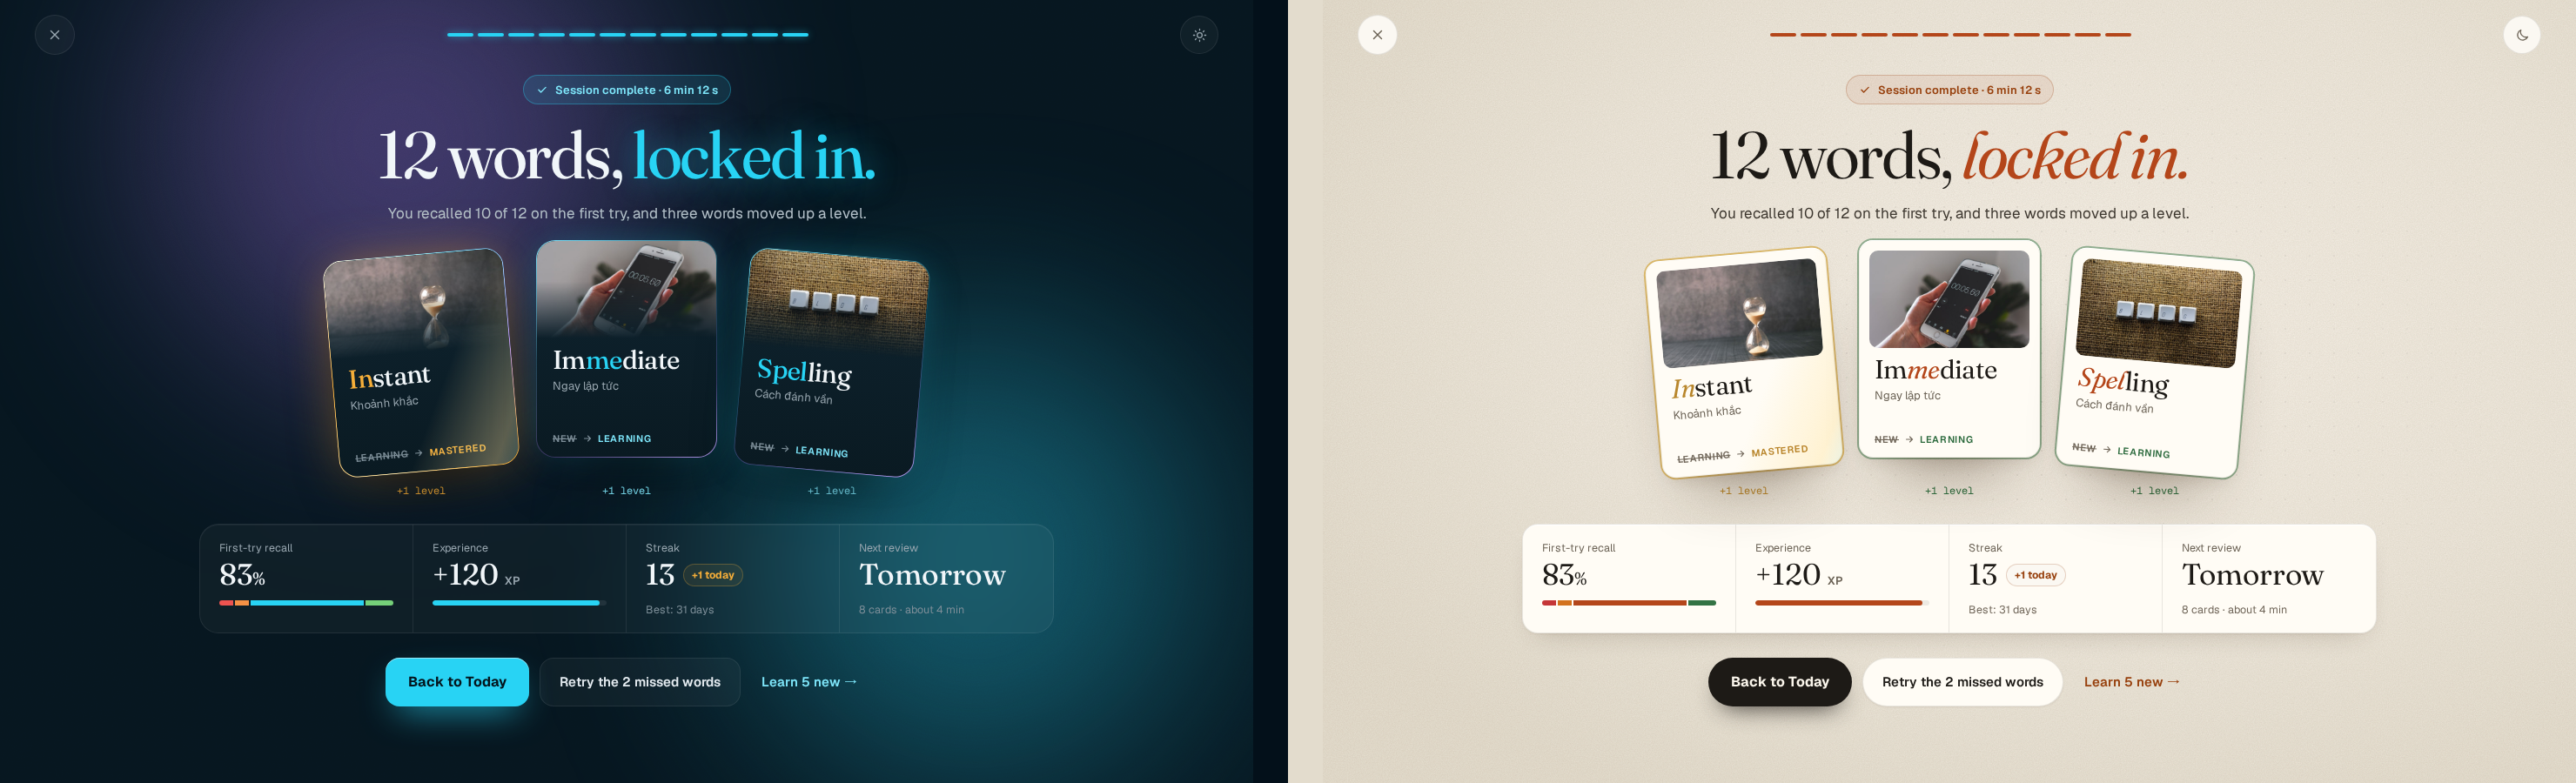 Session complete · 6 min 12 s
12 words, locked in.
You recalled 10 of 12 on the first try, and three words moved up a level.
00:05.60
Instant
Khoảnh khắc
LEARNING → MASTERED
+1 level
Immediate
Ngay lập tức
NEW → LEARNING
+1 level
Spelling
Cách đánh vần
NEW → LEARNING
+1 level
First-try recall
83%
Experience
+120 XP
Streak
13 +1 today
Best: 31 days
Next review
Tomorrow
8 cards · about 4 min
Back to Today
Retry the 2 missed words
Learn 5 new →
Session complete · 6 min 12 s
12 words, locked in.
You recalled 10 of 12 on the first try, and three words moved up a level.
00:05.60
Instant
Khoảnh khắc
LEARNING → MASTERED
+1 level
Immediate
Ngay lập tức
NEW → LEARNING
+1 level
Spelling
Cách đánh vần
NEW → LEARNING
+1 level
First-try recall
83%
Experience
+120 XP
Streak
13 +1 today
Best: 31 days
Next review
Tomorrow
8 cards · about 4 min
Back to Today
Retry the 2 missed words
Learn 5 new →